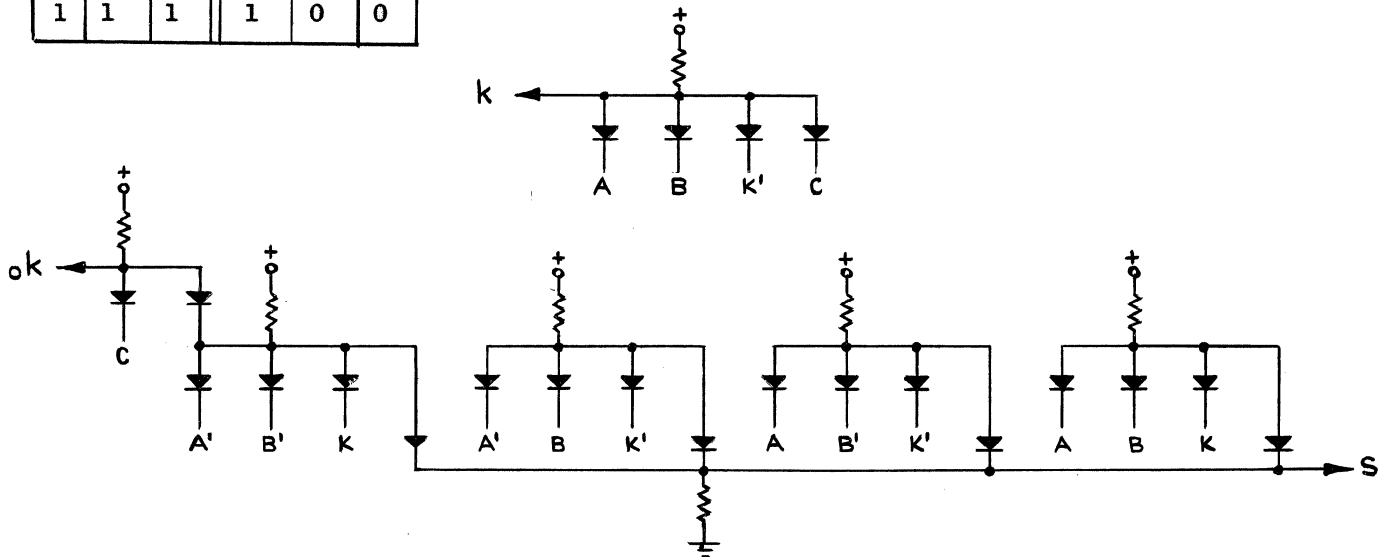 1 1 1 1 0 0
+
k
A B K' C
+
ok
+ + + +
C
A' B' K A' B K' A B' K' A B K
S